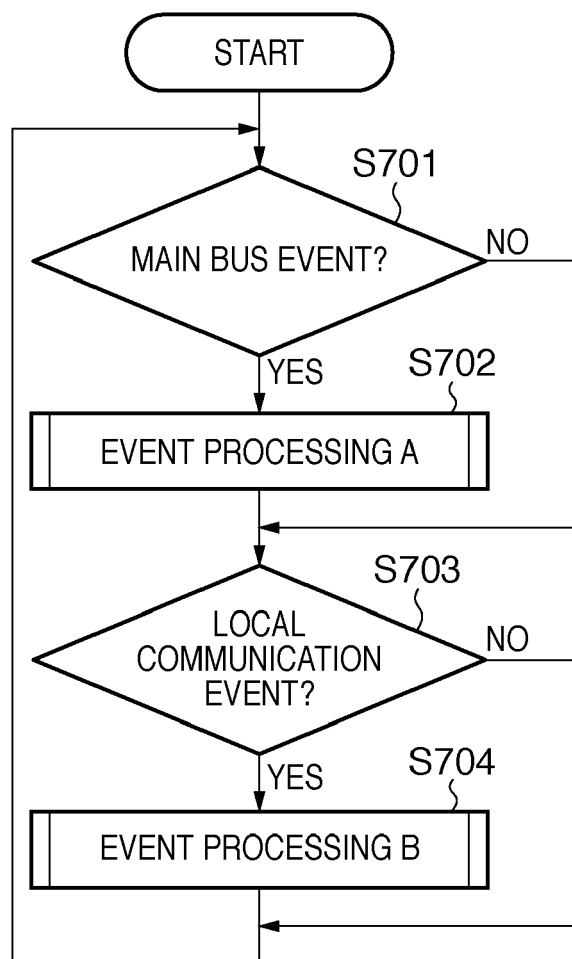 START
S701
MAIN BUS EVENT?
NO
YES
S702
EVENT PROCESSING A
S703
LOCAL
COMMUNICATION
EVENT?
NO
YES
S704
EVENT PROCESSING B